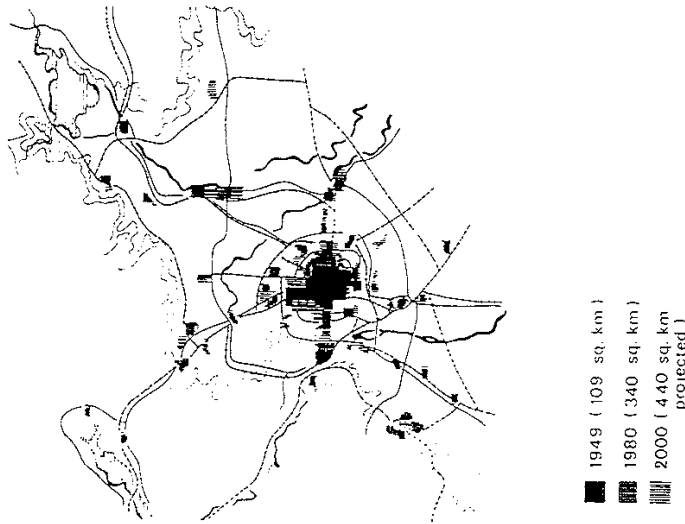 1949 ( 109 sq. km )
1980 ( 340 sq. km )
2000 ( 440 sq. km
projected )